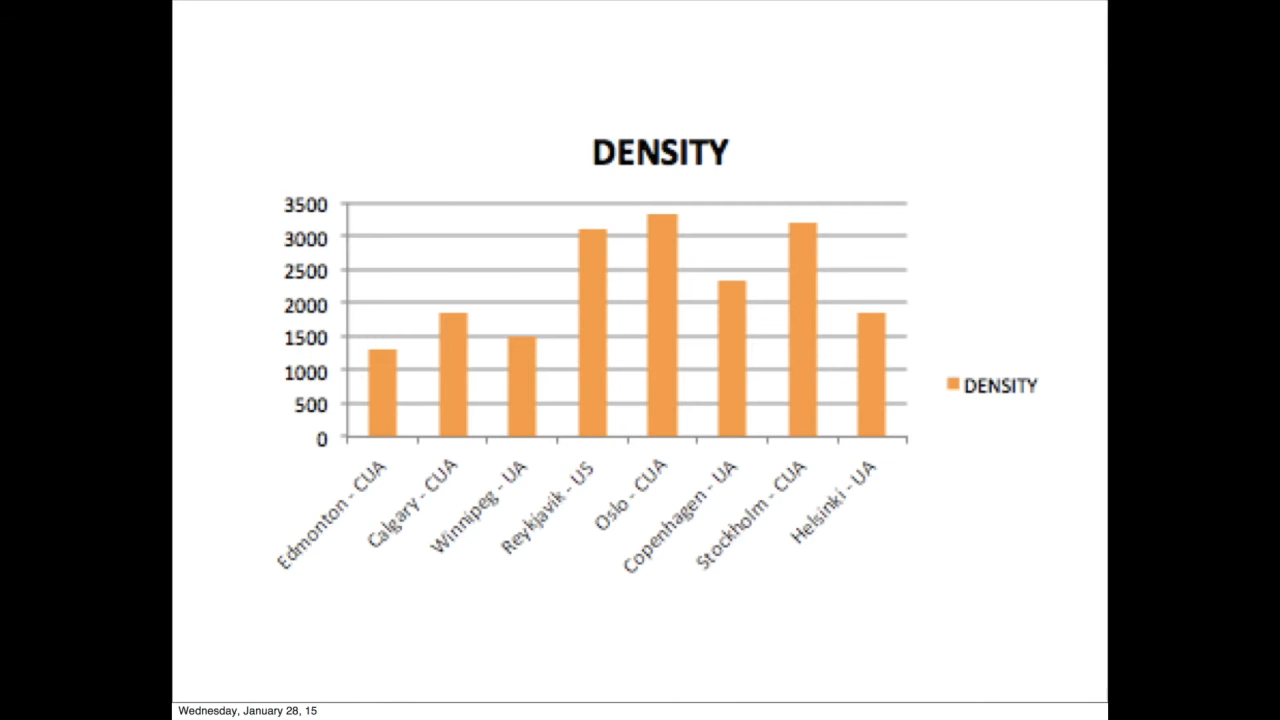 DENSITY
3500
3000
2500
2000
1500
1000
500
0
DENSITY
Edmonton - CUA
Calgary - CUA
Winnipeg - UA
Reykjavik - US
Oslo - CUA
Copenhagen - UA
Stockholm - CUA
Helsinki - UA
Wednesday, January 28, 15